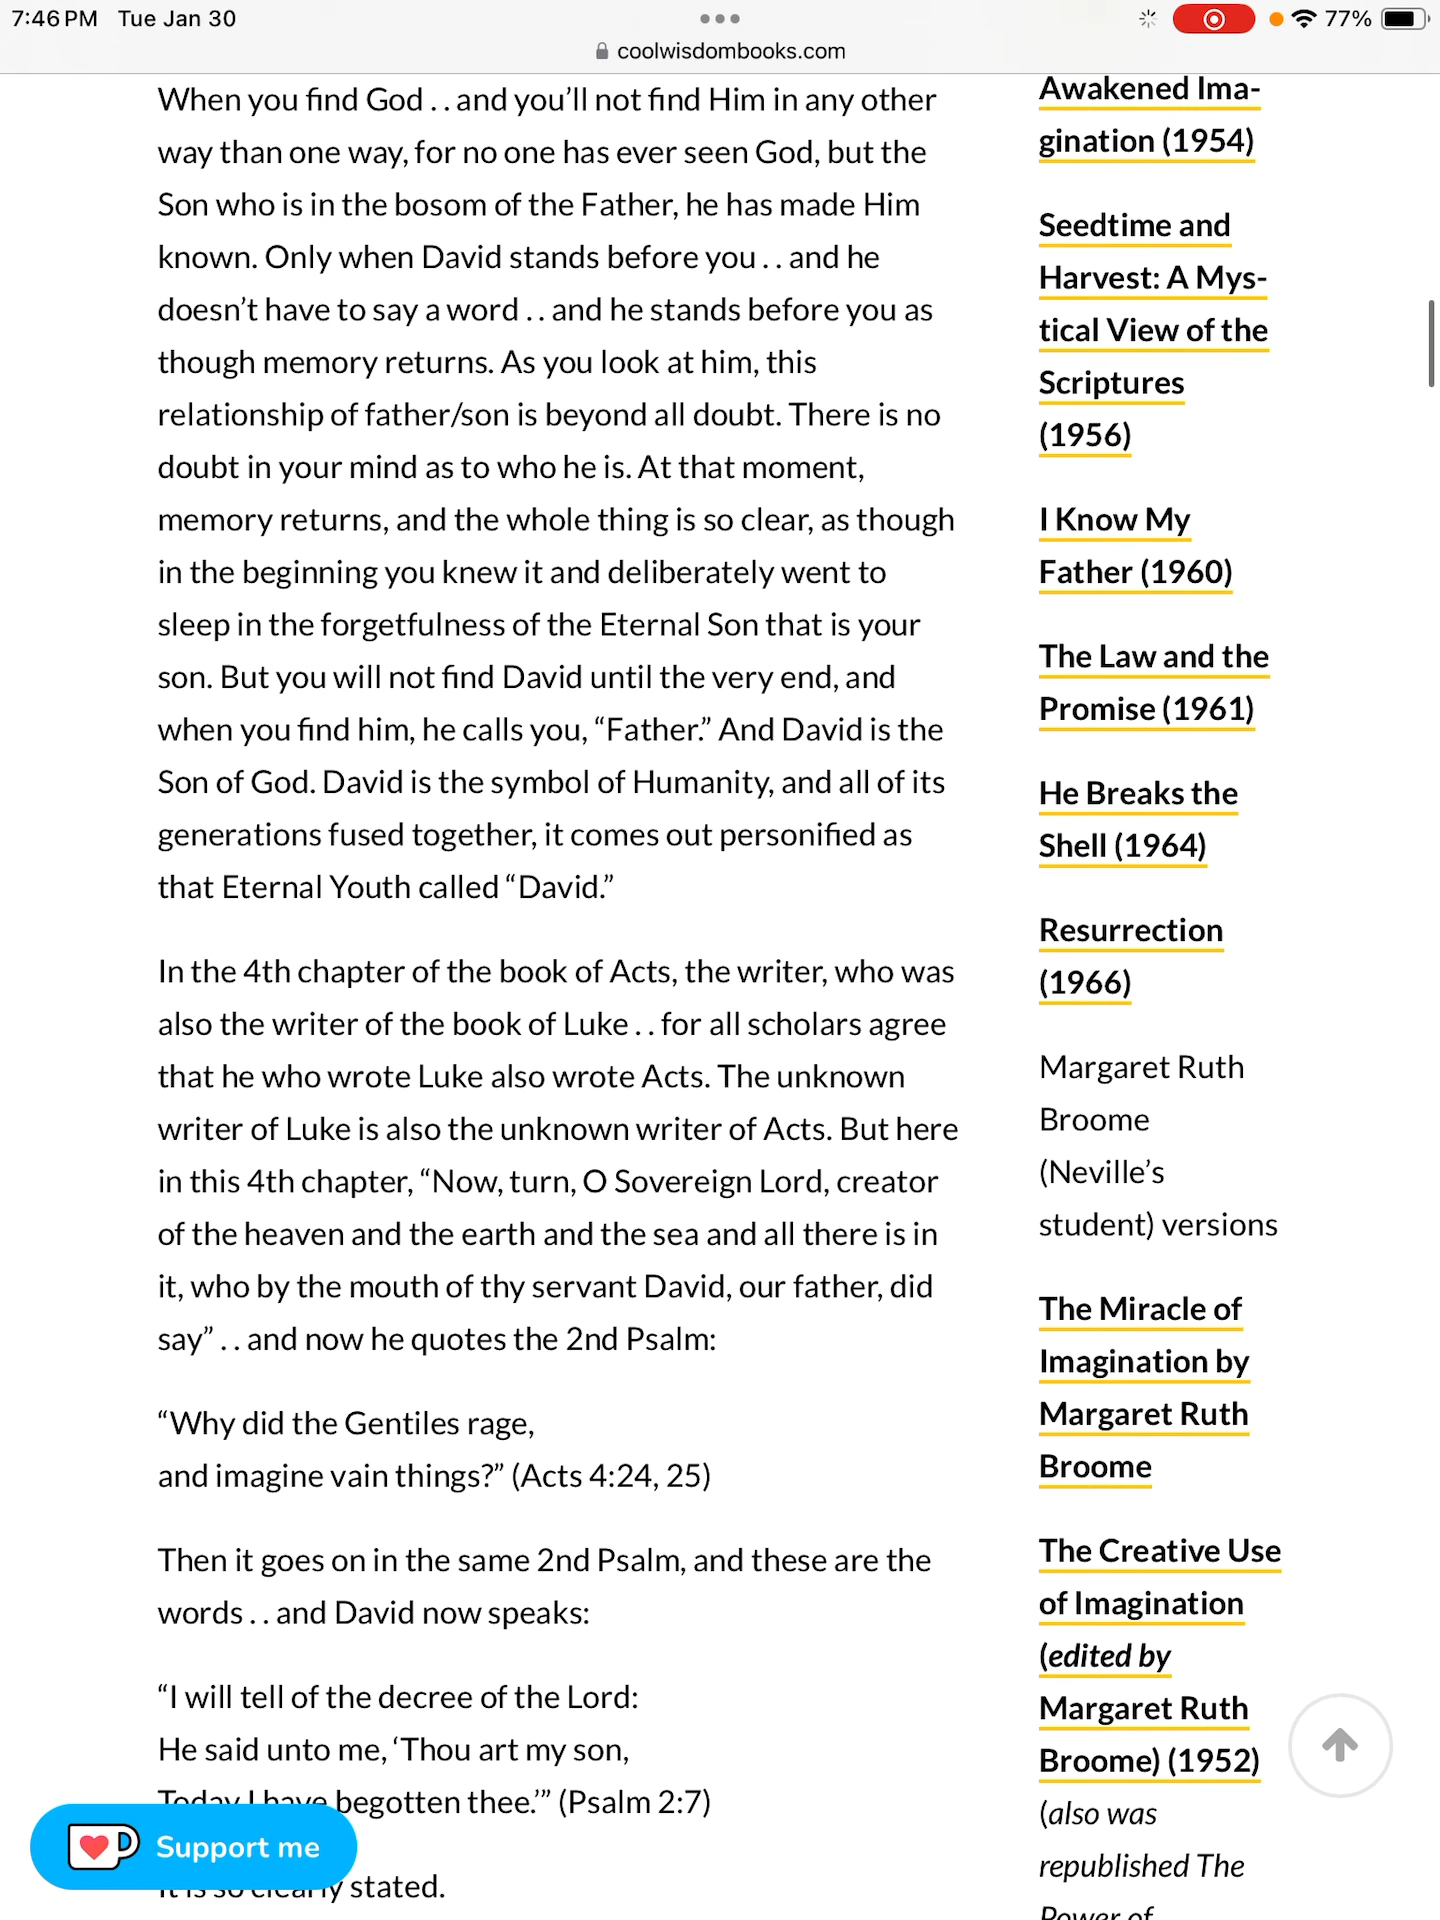 7:46 PM Tue Jan 30
77%
coolwisdombooks.com
When you find God . . and you’ll not find Him in any other
way than one way, for no one has ever seen God, but the
Son who is in the bosom of the Father, he has made Him
known. Only when David stands before you . . and he
doesn’t have to say a word . . and he stands before you as
though memory returns. As you look at him, this
relationship of father/son is beyond all doubt. There is no
doubt in your mind as to who he is. At that moment,
memory returns, and the whole thing is so clear, as though
in the beginning you knew it and deliberately went to
sleep in the forgetfulness of the Eternal Son that is your
son. But you will not find David until the very end, and
when you find him, he calls you, “Father.” And David is the
Son of God. David is the symbol of Humanity, and all of its
generations fused together, it comes out personified as
that Eternal Youth called “David.”
In the 4th chapter of the book of Acts, the writer, who was
also the writer of the book of Luke . . for all scholars agree
that he who wrote Luke also wrote Acts. The unknown
writer of Luke is also the unknown writer of Acts. But here
in this 4th chapter, “Now, turn, O Sovereign Lord, creator
of the heaven and the earth and the sea and all there is in
it, who by the mouth of thy servant David, our father, did
say” . . and now he quotes the 2nd Psalm:
“Why did the Gentiles rage,
and imagine vain things?” (Acts 4:24, 25)
Then it goes on in the same 2nd Psalm, and these are the
words . . and David now speaks:
“I will tell of the decree of the Lord:
He said unto me, ‘Thou art my son,
Today I have begotten thee.’” (Psalm 2:7)
It is so clearly stated.
Support me
Awakened Ima-
gination (1954)
Seedtime and
Harvest: A Mys-
tical View of the
Scriptures
(1956)
I Know My
Father (1960)
The Law and the
Promise (1961)
He Breaks the
Shell (1964)
Resurrection
(1966)
Margaret Ruth
Broome
(Neville’s
student) versions
The Miracle of
Imagination by
Margaret Ruth
Broome
The Creative Use
of Imagination
(edited by
Margaret Ruth
Broome) (1952)
(also was
republished The
Power of